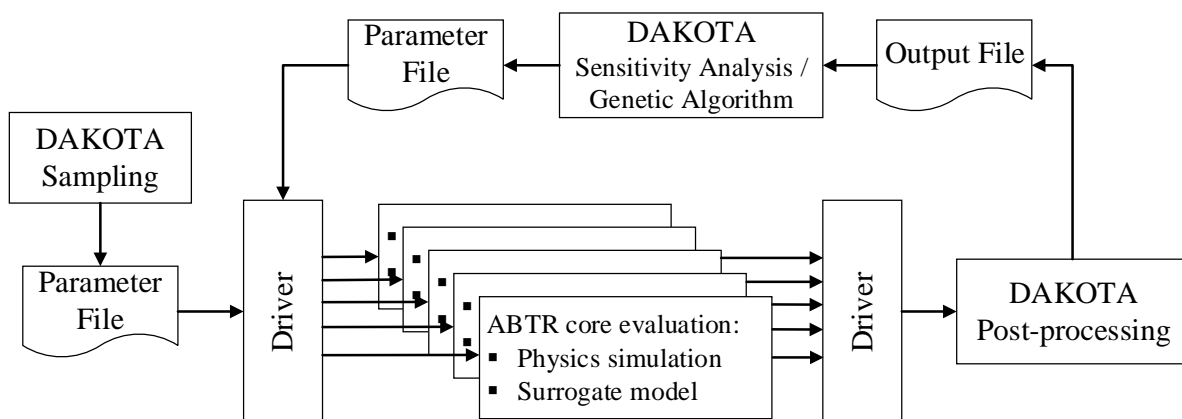 Parameter
File
DAKOTA
Sensitivity Analysis /
Genetic Algorithm
Output File
DAKOTA
Sampling
Parameter
File
Driver
ABTR core evaluation:
▪ Physics simulation
▪ Surrogate model
Driver
DAKOTA
Post-processing